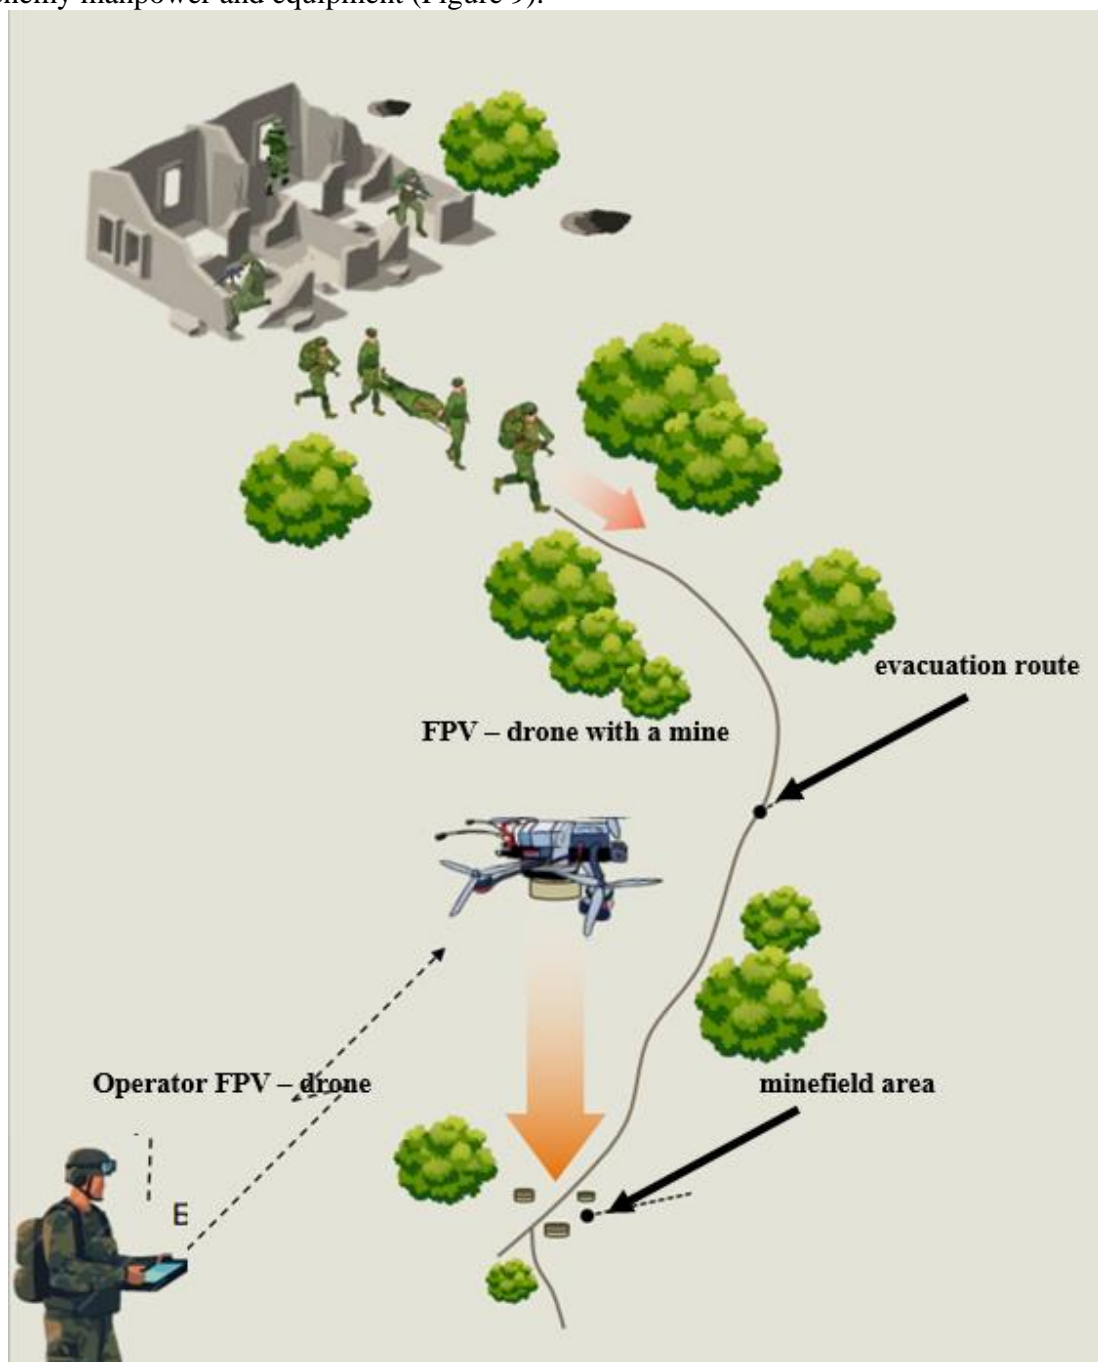 enemy manpower and equipment (Figure 9).
evacuation route
FPV – drone with a mine
Operator FPV – drone
minefield area
E